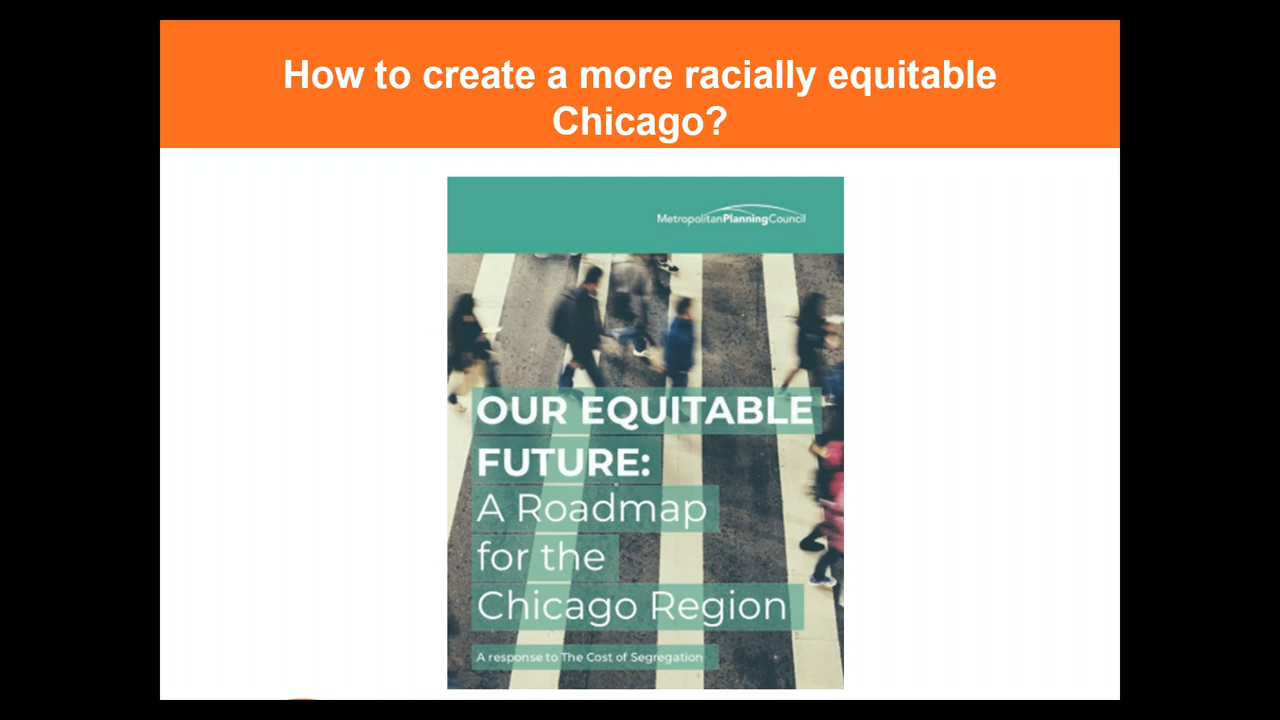 How to create a more racially equitable
Chicago?
MetropolitanPlanningCouncil
OUR EQUITABLE
FUTURE:
A Roadmap
for the
Chicago Region
A response to The Cost of Segregation